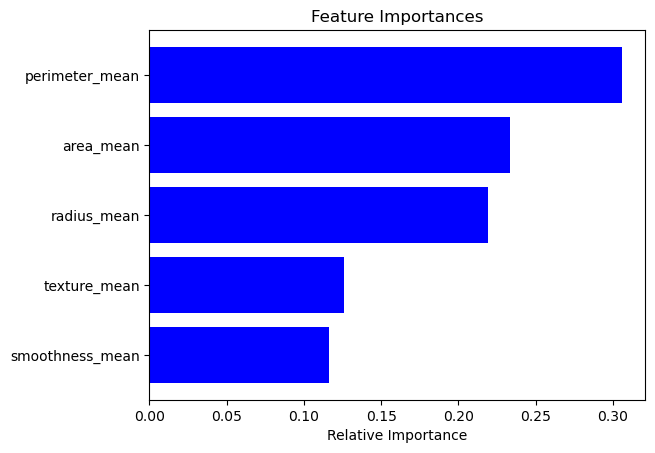 Feature Importances
perimeter_mean
area_mean
radius_mean
texture_mean
smoothness_mean
0.00 0.05 0.10 0.15 0.20 0.25 0.30
Relative Importance